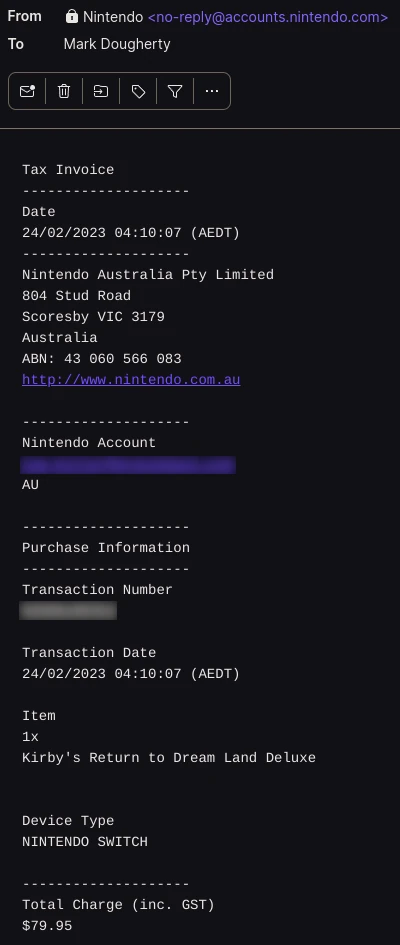 From Nintendo <no-reply@accounts.nintendo.com>
To Mark Dougherty
Tax Invoice
--------------------
Date
24/02/2023 04:10:07 (AEDT)
--------------------
Nintendo Australia Pty Limited
804 Stud Road
Scoresby VIC 3179
Australia
ABN: 43 060 566 083
http://www.nintendo.com.au
--------------------
Nintendo Account
AU
--------------------
Purchase Information
--------------------
Transaction Number
Transaction Date
24/02/2023 04:10:07 (AEDT)
Item
1x
Kirby's Return to Dream Land Deluxe
Device Type
NINTENDO SWITCH
--------------------
Total Charge (inc. GST)
$79.95